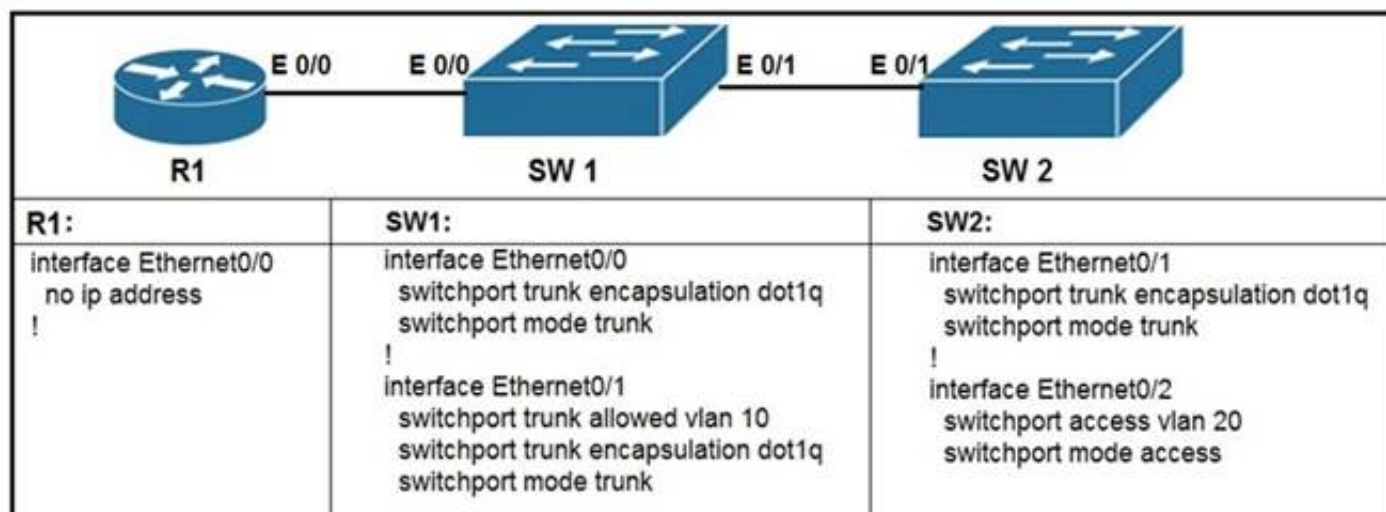 E 0/0
E 0/0
E 0/1
E 0/1
R1
SW 1
SW 2
R1:
interface Ethernet0/0
no ip address
!
SW1:
interface Ethernet0/0
switchport trunk encapsulation dot1q
switchport mode trunk
!
interface Ethernet0/1
switchport trunk allowed vlan 10
switchport trunk encapsulation dot1q
switchport mode trunk
SW2:
interface Ethernet0/1
switchport trunk encapsulation dot1q
switchport mode trunk
!
interface Ethernet0/2
switchport access vlan 20
switchport mode access